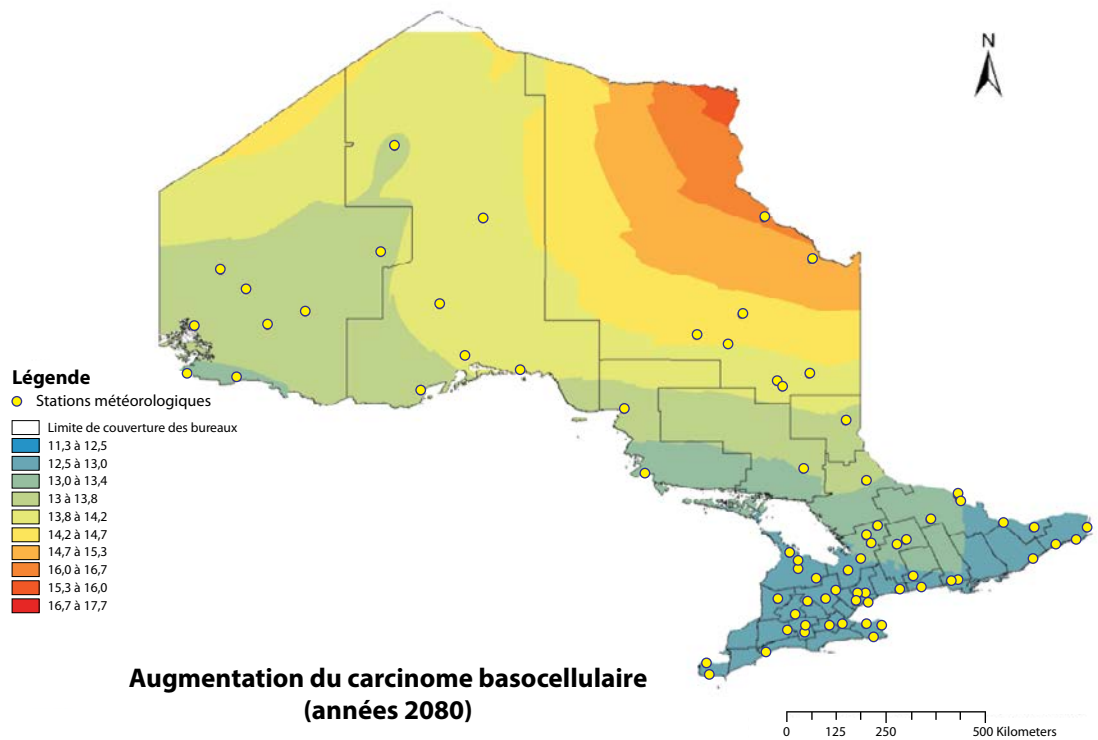 N
Légende
Stations météorologiques
Limite de couverture des bureaux
11,3 à 12,5
12,5 à 13,0
13,0 à 13,4
13 à 13,8
13,8 à 14,2
14,2 à 14,7
14,7 à 15,3
16,0 à 16,7
15,3 à 16,0
16,7 à 17,7
Augmentation du carcinome basocellulaire
(années 2080)
0 125 250 500 Kilometers